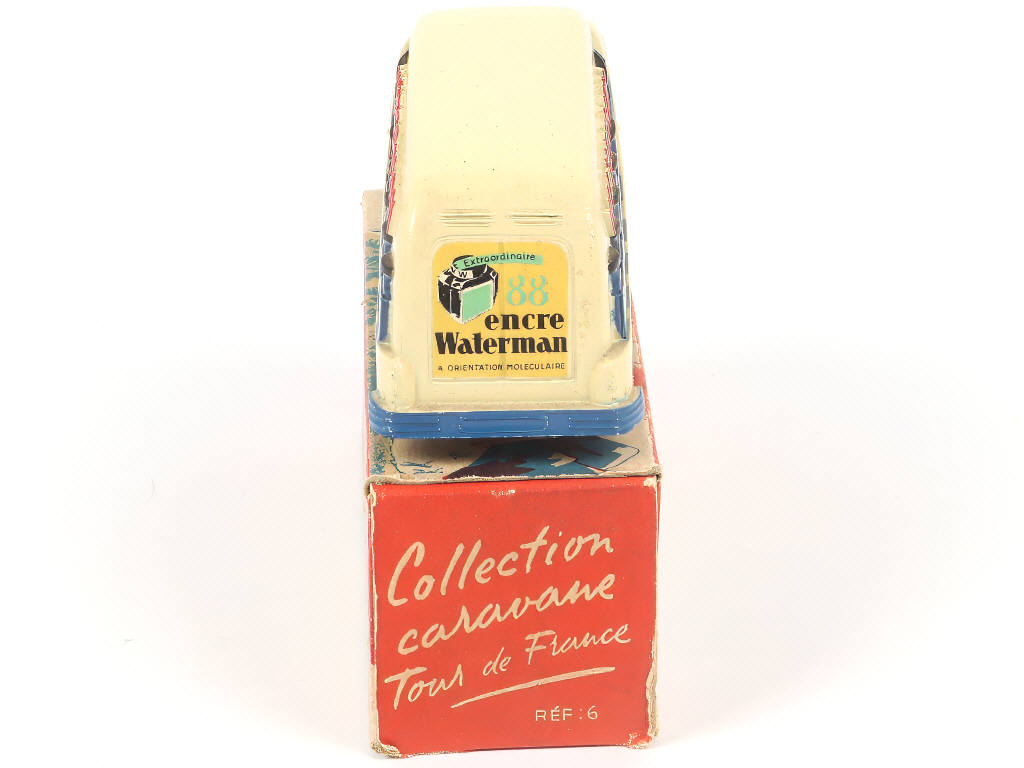 Extraordinaire
W
88
encre
Waterman
A ORIENTATION MOLECULAIRE
Collection
caravane
Tour de France
RÉF : 6